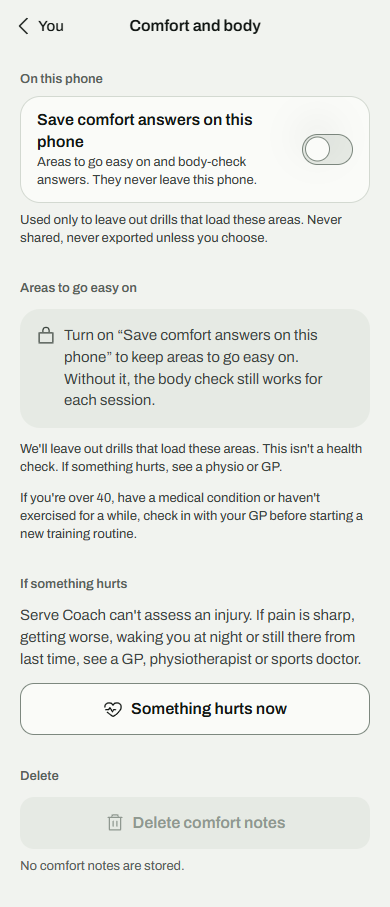 You
Comfort and body
On this phone
Save comfort answers on this
phone
Areas to go easy on and body-check
answers. They never leave this phone.
Used only to leave out drills that load these areas. Never
shared, never exported unless you choose.
Areas to go easy on
Turn on “Save comfort answers on this
phone” to keep areas to go easy on.
Without it, the body check still works for
each session.
We'll leave out drills that load these areas. This isn't a health
check. If something hurts, see a physio or GP.
If you're over 40, have a medical condition or haven't
exercised for a while, check in with your GP before starting a
new training routine.
If something hurts
Serve Coach can't assess an injury. If pain is sharp,
getting worse, waking you at night or still there from
last time, see a GP, physiotherapist or sports doctor.
Something hurts now
Delete
Delete comfort notes
No comfort notes are stored.